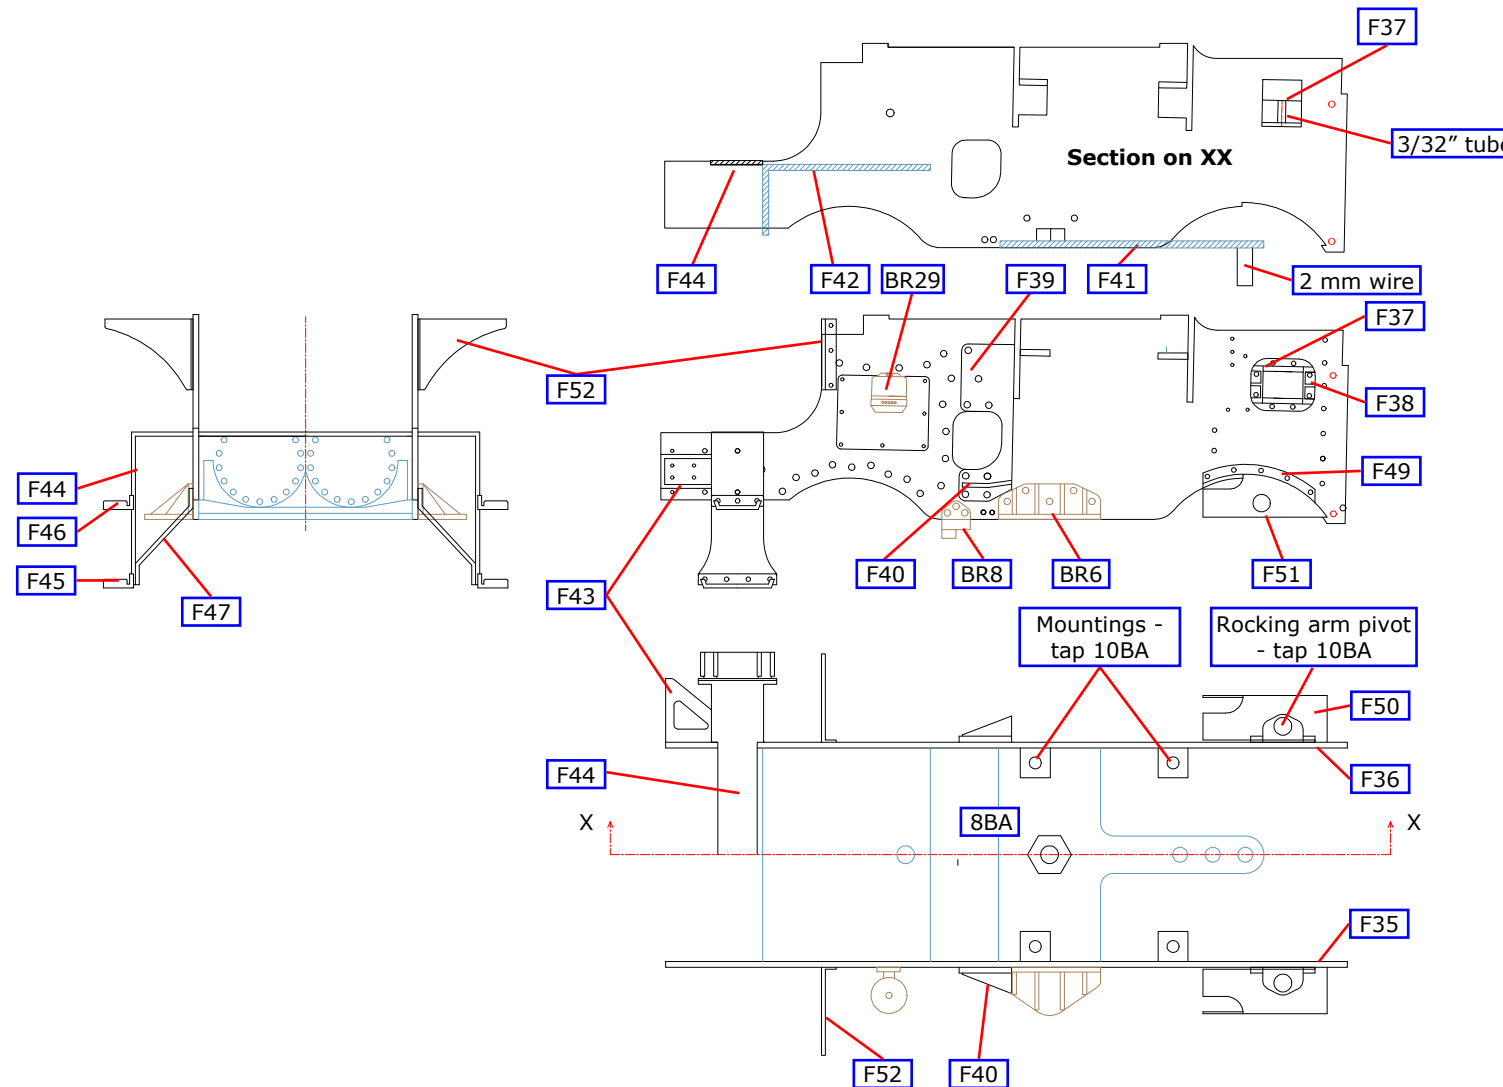 F37
3/32” tube
Section on XX
F44
F42
BR29
F39
F41
2 mm wire
F37
F52
F38
F44
F49
F46
F40
BR8
BR6
F51
F45
F43
F47
Mountings -
tap 10BA
Rocking arm pivot
- tap 10BA
F50
F44
F36
X
8BA
X
F35
F52
F40